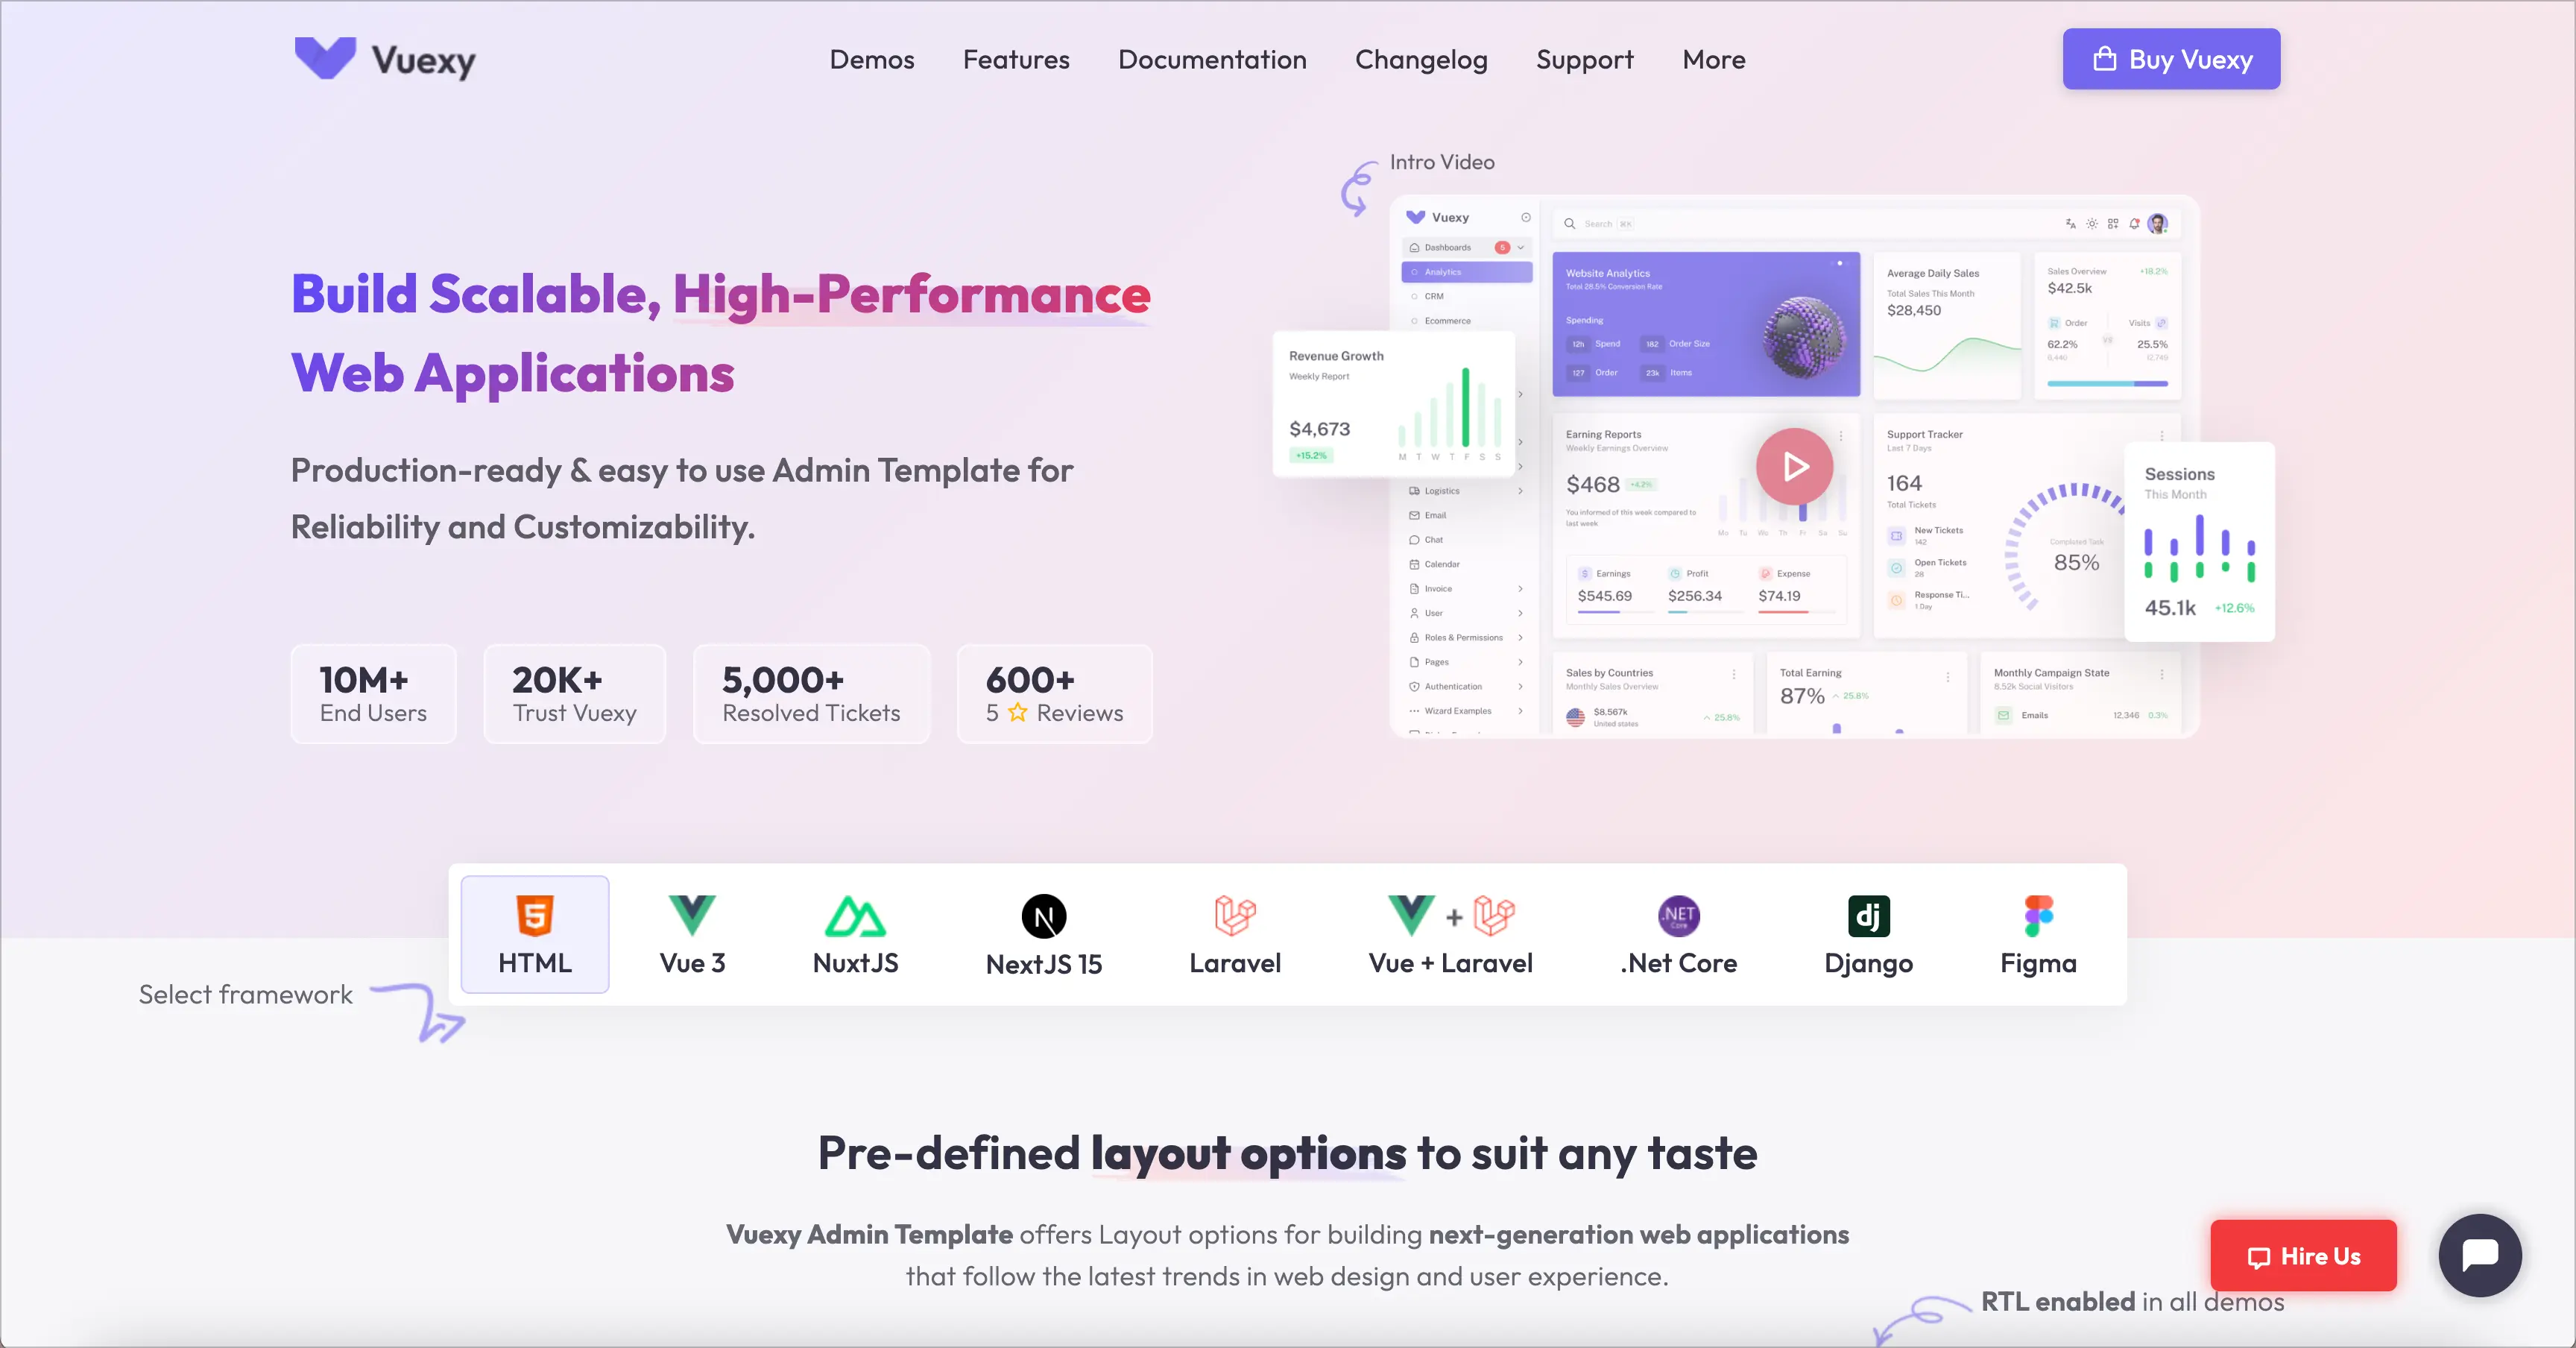 Vuexy
Demos
Features
Documentation
Changelog
Support
More
Buy Vuexy
Intro Video
Build Scalable, High-Performance
Web Applications
Production-ready & easy to use Admin Template for
Reliability and Customizability.
10M+
End Users
20K+
Trust Vuexy
5,000+
Resolved Tickets
600+
5 Reviews
Vuexy
Dashboards
5
Analytics
CRM
Ecommerce
Logistics
Email
Chat
Calendar
Invoice
User
Roles & Permissions
Pages
Authentication
Wizard Examples
Search ⌘K
Website Analytics
Total 28.5% Conversion Rate
Spending
12h Spend
182 Order Size
127 Order
23k Items
Average Daily Sales
Total Sales This Month
$28,450
Sales Overview
+18.2%
$42.5k
Order
Visits
VS
62.2%
25.5%
6,440
12,749
Revenue Growth
Weekly Report
$4,673
+15.2%
M T W T F S S
Earning Reports
Weekly Earnings Overview
$468
+4.2%
You informed of this week compared to
last week
Mo Tu We Th Fr Sa Su
Earnings
$545.69
Profit
$256.34
Expense
$74.19
Support Tracker
Last 7 Days
164
Total Tickets
New Tickets
142
Open Tickets
28
Response Ti...
1 Day
Completed Task
85%
Sessions
This Month
45.1k
+12.6%
Sales by Countries
Monthly Sales Overview
$8,567k
United states
25.8%
Total Earning
87%
25.8%
Monthly Campaign State
8.52k Social Visitors
Emails
12,346
0.3%
Select framework
5
HTML
Vue 3
NuxtJS
N
NextJS 15
Laravel
+
Vue + Laravel
.NET
Core
.Net Core
dj
Django
Figma
Pre-defined layout options to suit any taste
Vuexy Admin Template offers Layout options for building next-generation web applications
that follow the latest trends in web design and user experience.
Hire Us
RTL enabled in all demos